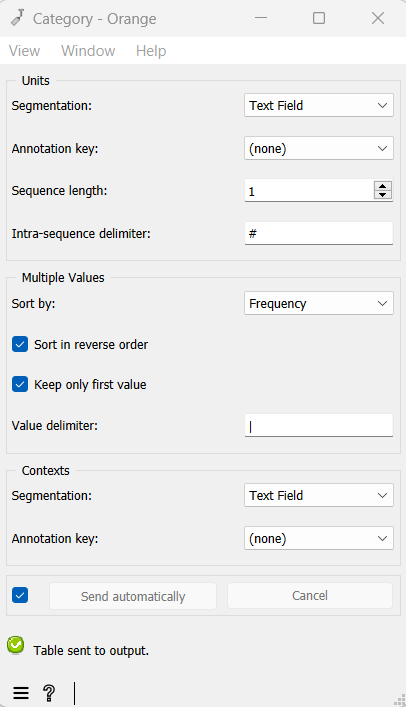 Category - Orange
View Window Help
Units
Segmentation: Text Field
Annotation key: (none)
Sequence length: 1
Intra-sequence delimiter: #
Multiple Values
Sort by: Frequency
Sort in reverse order
Keep only first value
Value delimiter: |
Contexts
Segmentation: Text Field
Annotation key: (none)
Send automatically Cancel
Table sent to output.